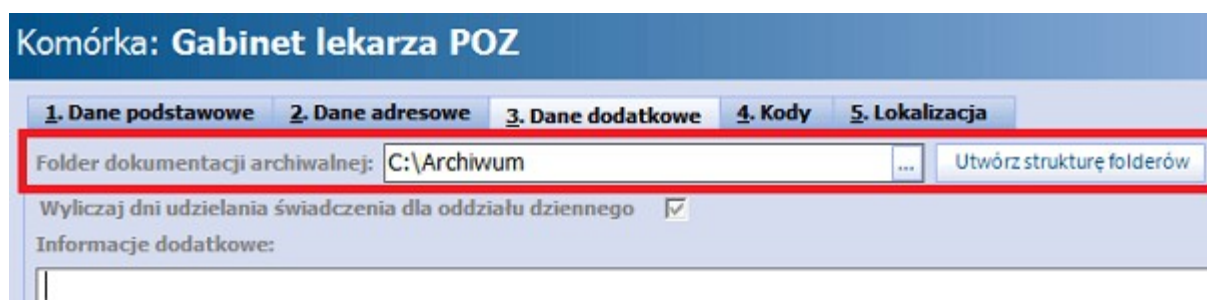 Komórka: Gabinet lekarza POZ
1. Dane podstawowe 2. Dane adresowe 3. Dane dodatkowe 4. Kody 5. Lokalizacja
Folder dokumentacji archiwalnej: C:\Archiwum ... Utwórz strukturę folderów
Wyliczaj dni udzielania świadczenia dla oddziału dziennego
Informacje dodatkowe: